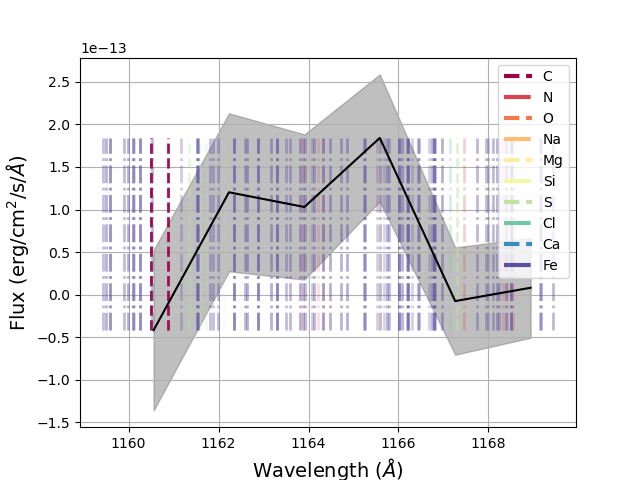 1e−13
2.5
2.0
1.5
1.0
0.5
0.0
−0.5
−1.0
−1.5
Flux (erg/cm²/s/Å)
1160
1162
1164
1166
1168
Wavelength (Å)
C
N
O
Na
Mg
Si
S
Cl
Ca
Fe